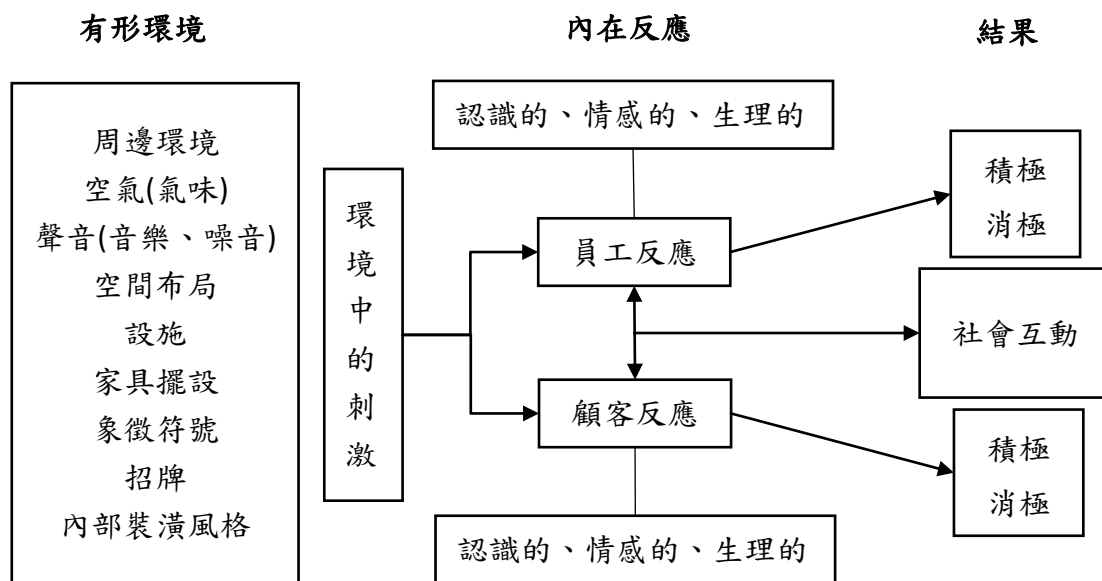 有形環境
內在反應
結果
周邊環境
空氣(氣味)
聲音(音樂、噪音)
空間布局
設施
家具擺設
象徵符號
招牌
內部裝潢風格
環境中的刺激
認識的、情感的、生理的
員工反應
顧客反應
認識的、情感的、生理的
積極
消極
社會互動
積極
消極